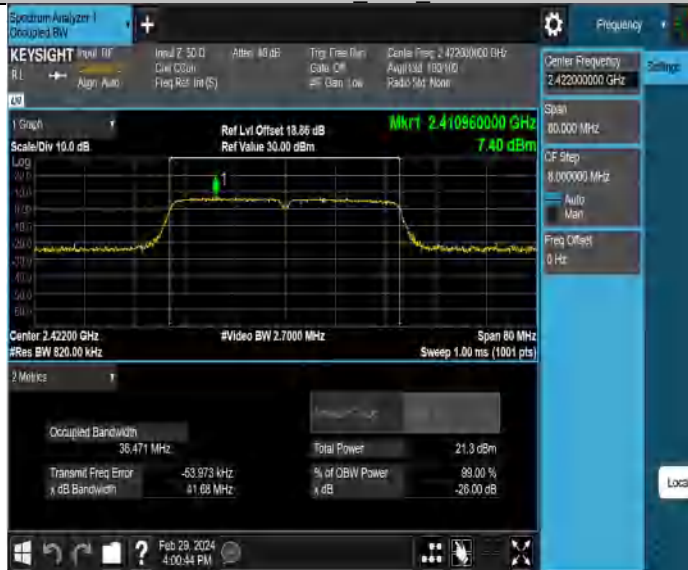 Spectrum Analyzer 1
Occupied BW
+
Frequency
KEYSIGHT Input: RF
R L
Align: Auto
Input Z: 50 Ω
Corr CCorr
Freq Ref: Int (S)
Atten: 40 dB
Trig: Free Run
Gate: Off
#IF Gain: Low
Center Freq: 2.422000000 GHz
Avg|Hold: 100/100
Radio Std: None
Center Frequency
2.422000000 GHz
Settings
Span
80.000 MHz
CF Step
8.000000 MHz
Auto
Man
Freq Offset
0 Hz
1 Graph
Scale/Div 10.0 dB
Ref Lvl Offset 18.86 dB
Ref Value 30.00 dBm
Mkr1 2.410960000 GHz
7.40 dBm
Log
1
Center 2.42200 GHz
#Res BW 820.00 kHz
#Video BW 2.7000 MHz
Span 80 MHz
Sweep 1.00 ms (1001 pts)
2 Metrics
Occupied Bandwidth
36.471 MHz
Total Power 21.3 dBm
Transmit Freq Error -53.973 kHz
% of OBW Power 99.00 %
x dB Bandwidth 41.68 MHz
x dB -26.00 dB
Local
Feb 29, 2024
4:00:44 PM